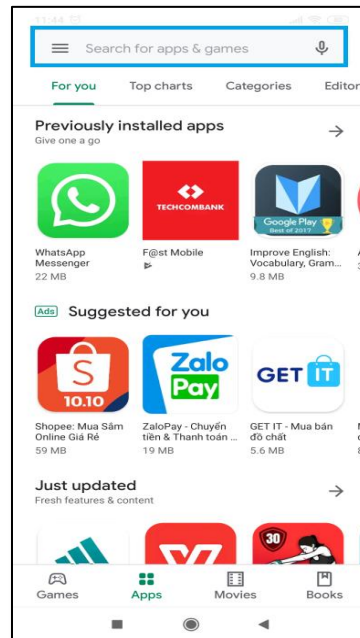 11:44
Search for apps & games
For you Top charts Categories Editor
Previously installed apps
Give one a go
TECHCOMBANK
Google Play
Best of 2017
WhatsApp
Messenger
22 MB
F@st Mobile
Improve English:
Vocabulary, Gram...
9.8 MB
Ads Suggested for you
S
10.10
Zalo
Pay
GET IT
Shopee: Mua Sắm
Online Giá Rẻ
59 MB
ZaloPay - Chuyển
tiền & Thanh toán ...
19 MB
GET IT - Mua bán
đồ chất
5.6 MB
Just updated
Fresh features & content
30
Games Apps Movies Books